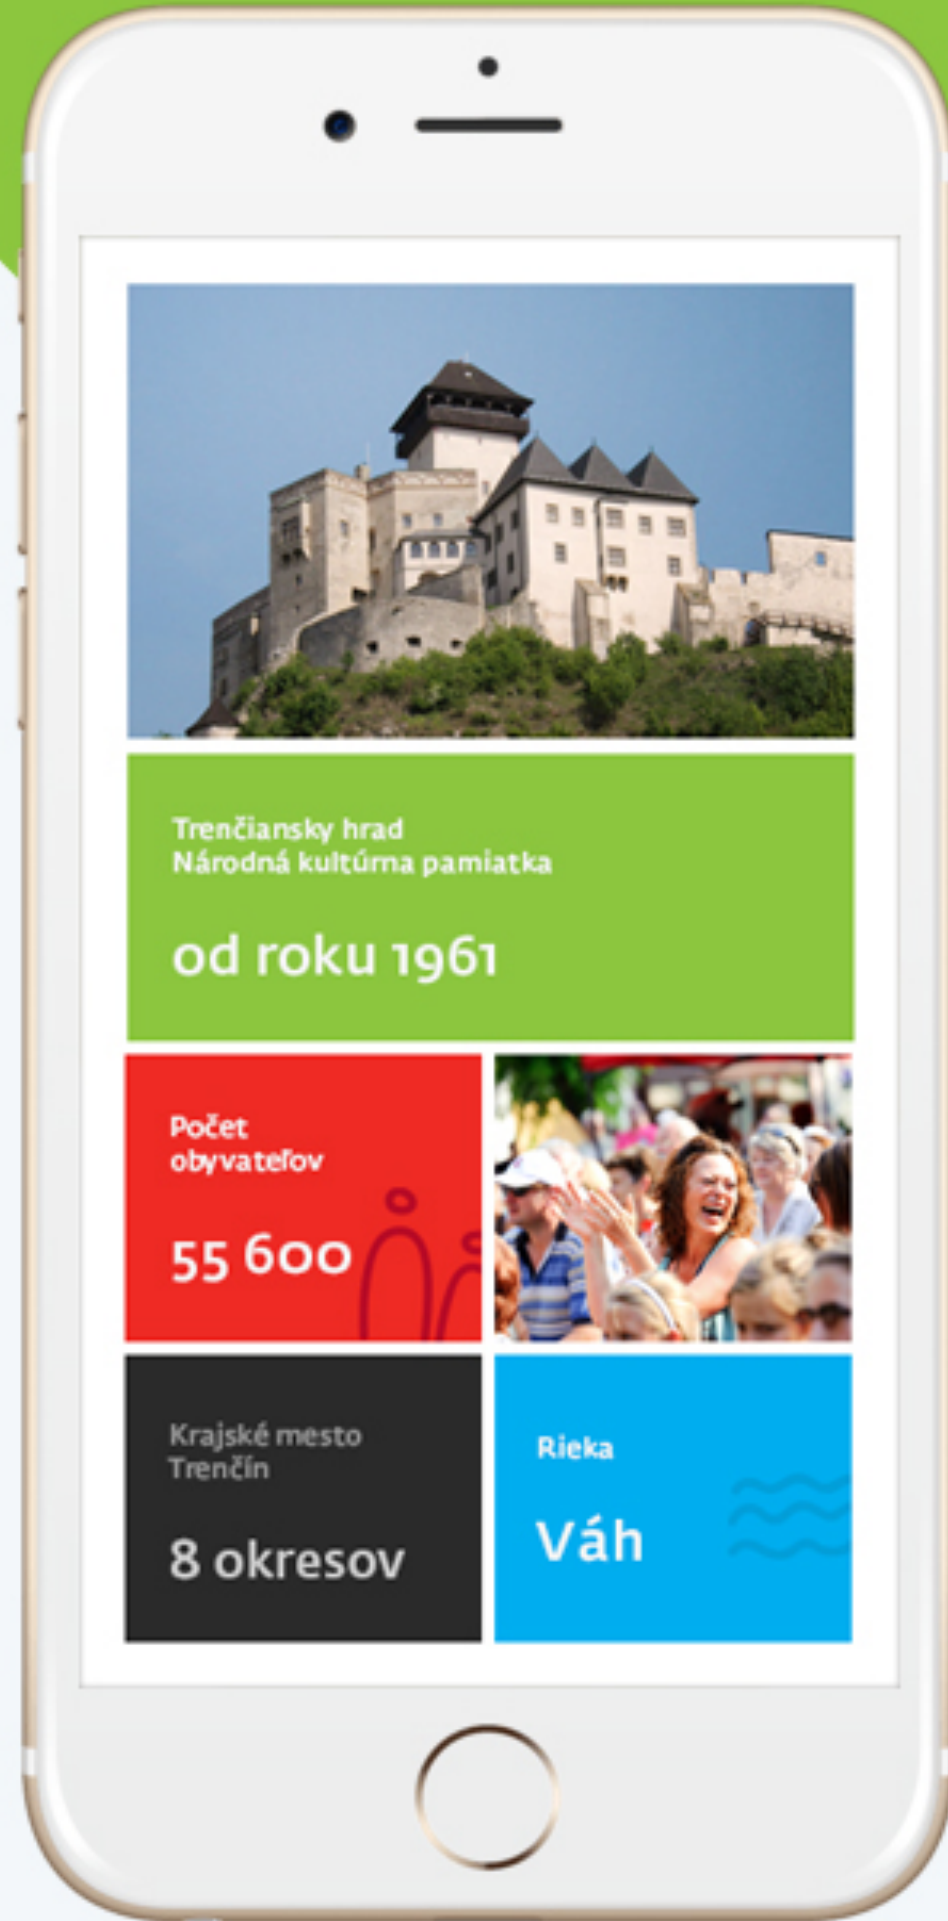 Trenčiansky hrad
Národná kultúrna pamiatka
od roku 1961
Počet
obyvateľov
55 600
Krajské mesto
Trenčín
8 okresov
Rieka
Váh